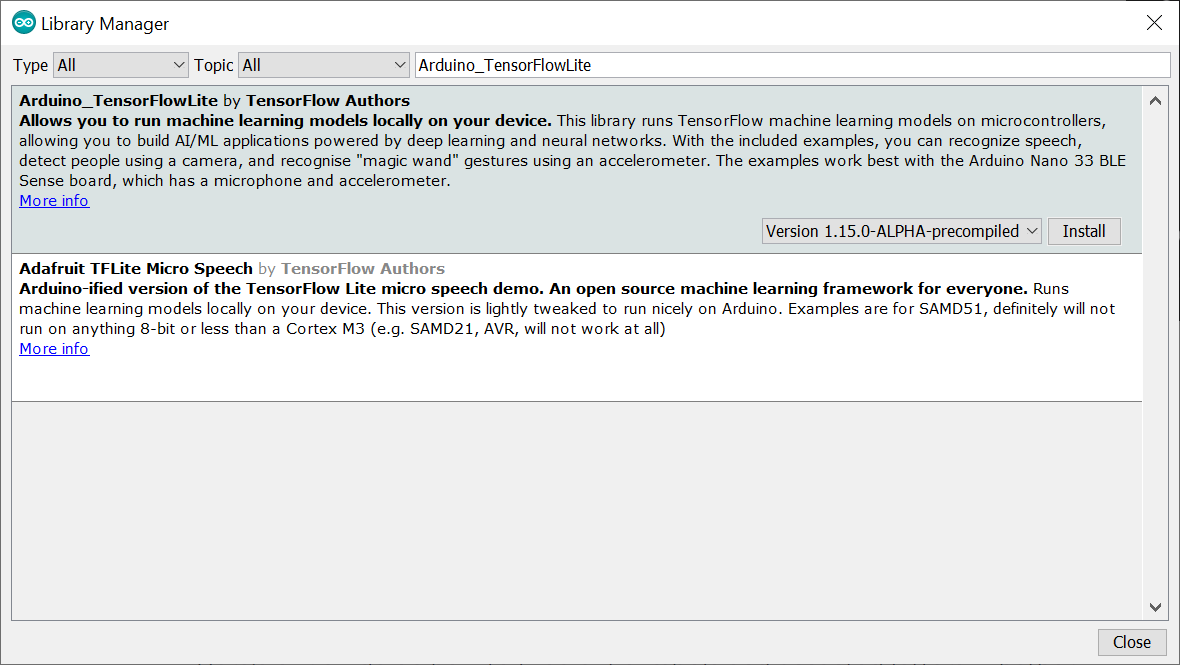 Library Manager
Type All Topic All Arduino_TensorFlowLite
Arduino_TensorFlowLite by TensorFlow Authors
Allows you to run machine learning models locally on your device. This library runs TensorFlow machine learning models on microcontrollers,
allowing you to build AI/ML applications powered by deep learning and neural networks. With the included examples, you can recognize speech,
detect people using a camera, and recognise "magic wand" gestures using an accelerometer. The examples work best with the Arduino Nano 33 BLE
Sense board, which has a microphone and accelerometer.
More info
Version 1.15.0-ALPHA-precompiled Install
Adafruit TFLite Micro Speech by TensorFlow Authors
Arduino-ified version of the TensorFlow Lite micro speech demo. An open source machine learning framework for everyone. Runs
machine learning models locally on your device. This version is lightly tweaked to run nicely on Arduino. Examples are for SAMD51, definitely will not
run on anything 8-bit or less than a Cortex M3 (e.g. SAMD21, AVR, will not work at all)
More info
Close